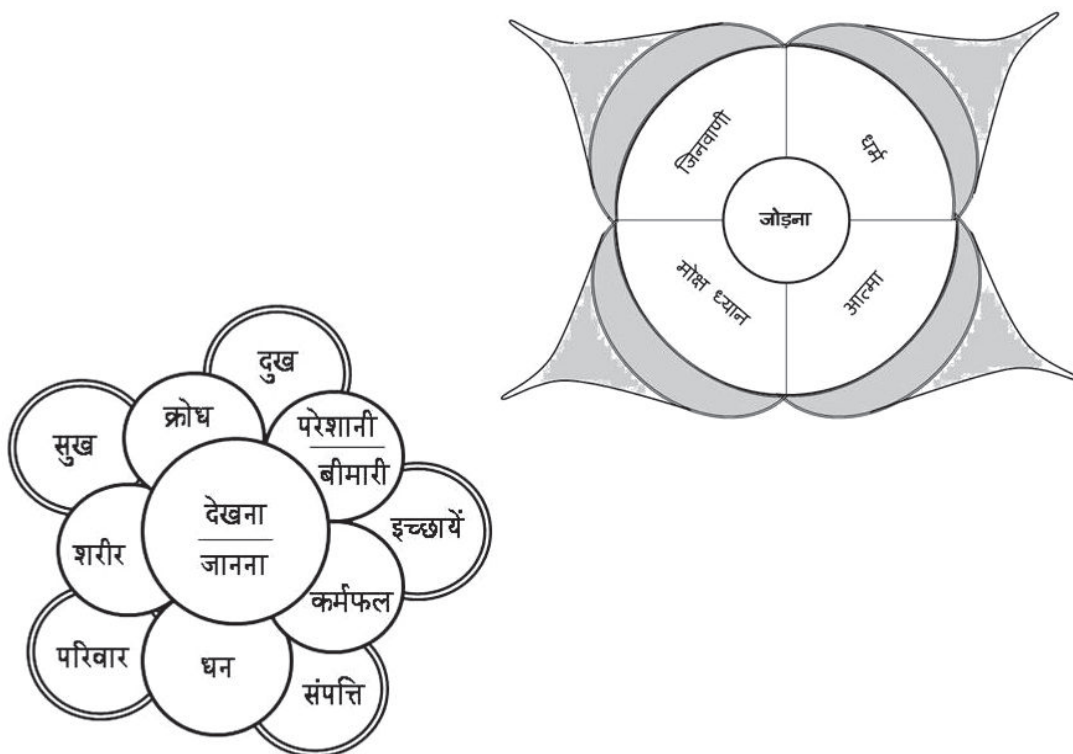 जिनवाणी
धर्म
जोड़ना
मोक्ष ध्यान
आत्मा
दुख
क्रोध
परेशानी
बीमारी
सुख
देखना
जानना
इच्छायें
शरीर
कर्मफल
परिवार
धन
संपत्ति